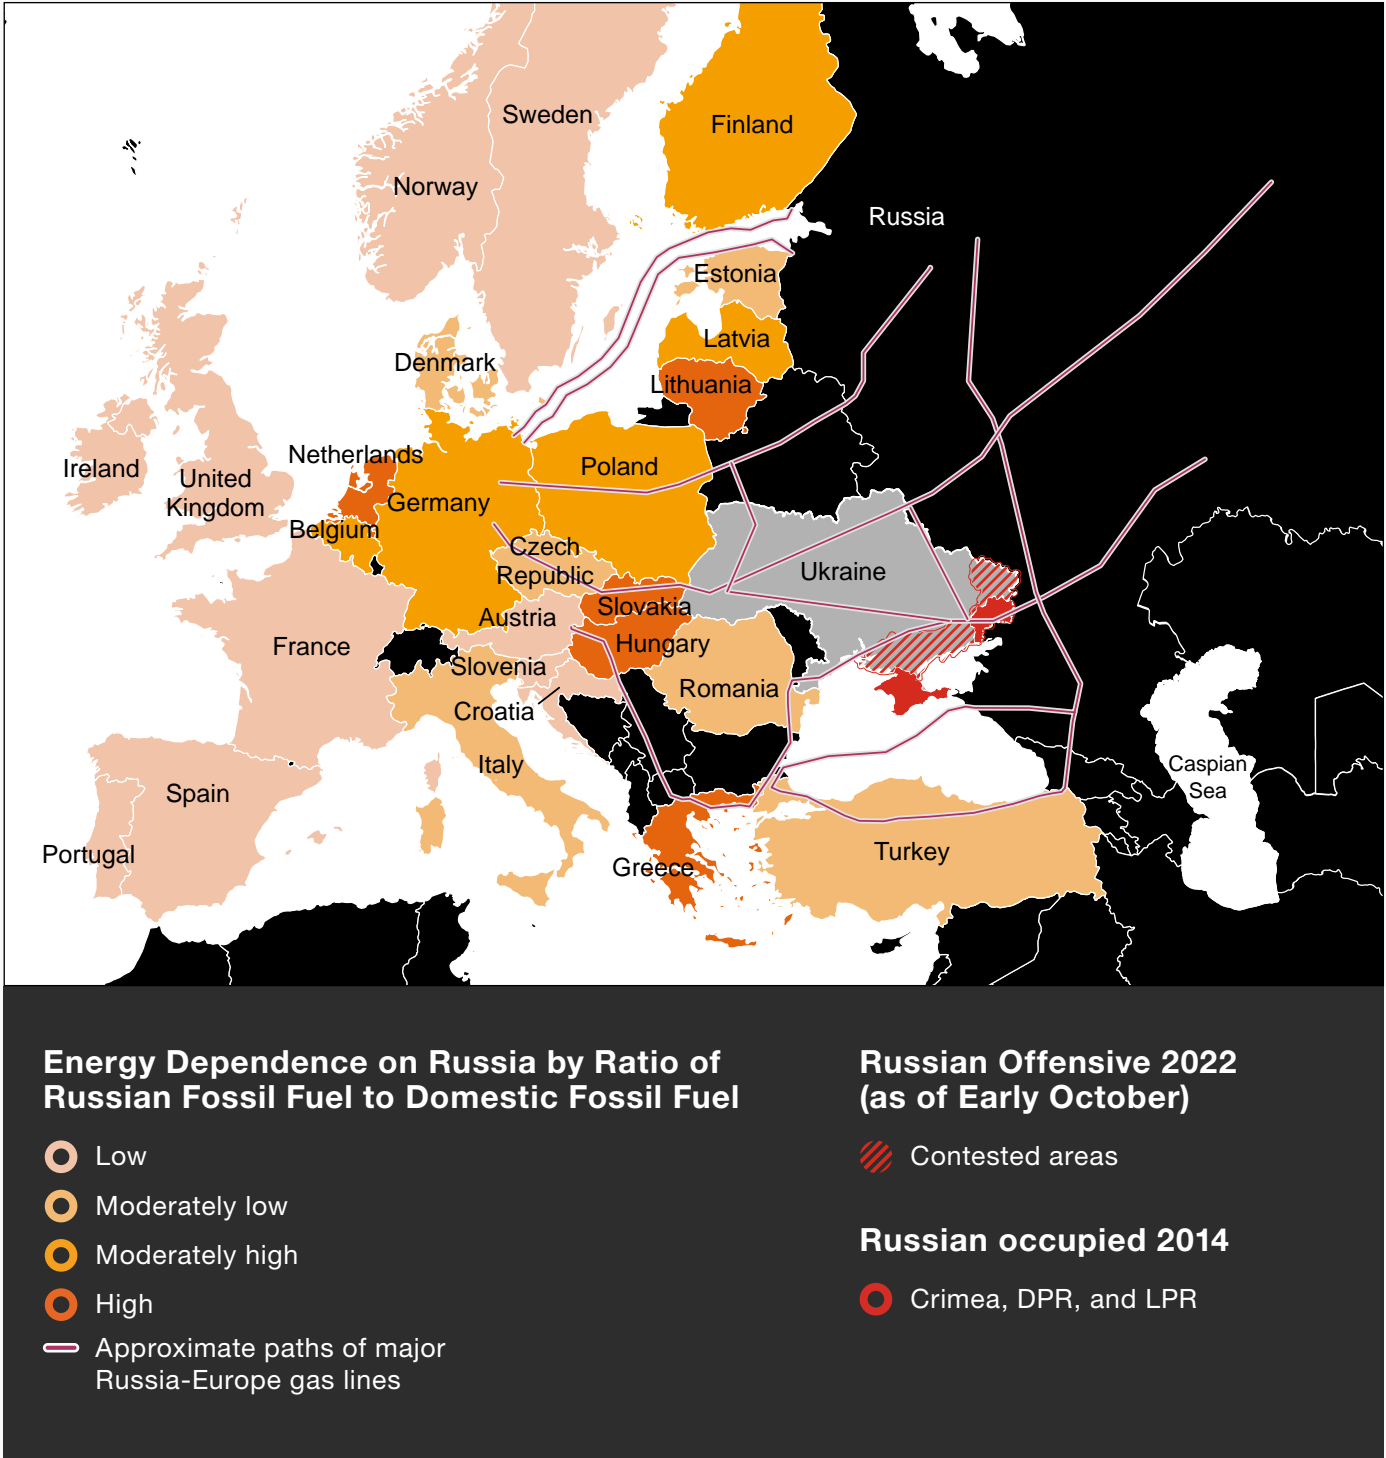 Sweden
Finland
Norway
Russia
Estonia
Latvia
Denmark
Lithuania
Netherlands
Ireland
United
Kingdom
Poland
Germany
Belgium
Czech
Republic
Ukraine
Slovakia
Austria
France
Hungary
Slovenia
Romania
Croatia
Italy
Caspian
Sea
Spain
Portugal
Turkey
Greece
Energy Dependence on Russia by Ratio of
Russian Fossil Fuel to Domestic Fossil Fuel
Low
Moderately low
Moderately high
High
Approximate paths of major
Russia-Europe gas lines
Russian Offensive 2022
(as of Early October)
Contested areas
Russian occupied 2014
Crimea, DPR, and LPR